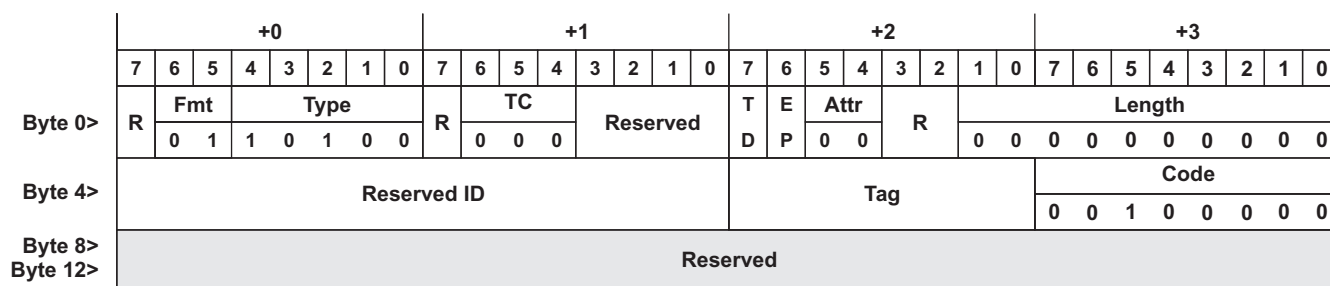 +0 +1 +2 +3
7 6 5 4 3 2 1 0 7 6 5 4 3 2 1 0 7 6 5 4 3 2 1 0 7 6 5 4 3 2 1 0
Byte 0> R Fmt Type R TC Reserved T E Attr R Length
0 1 1 0 1 0 0 0 0 0 D P 0 0 0 0 0 0 0 0 0 0 0 0
Byte 4> Reserved ID Tag Code
0 0 1 0 0 0 0 0
Byte 8>
Byte 12> Reserved